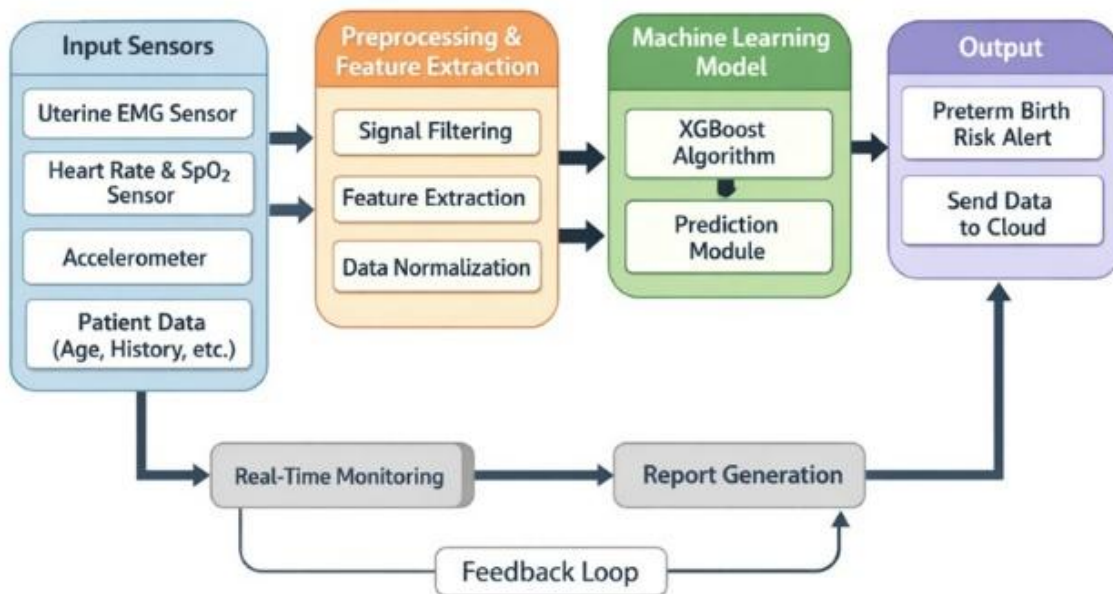 Input Sensors
Uterine EMG Sensor
Heart Rate & SpO₂
Sensor
Accelerometer
Patient Data
(Age, History, etc.)
Preprocessing &
Feature Extraction
Signal Filtering
Feature Extraction
Data Normalization
Machine Learning
Model
XGBoost
Algorithm
Prediction
Module
Output
Preterm Birth
Risk Alert
Send Data
to Cloud
Real-Time Monitoring
Report Generation
Feedback Loop